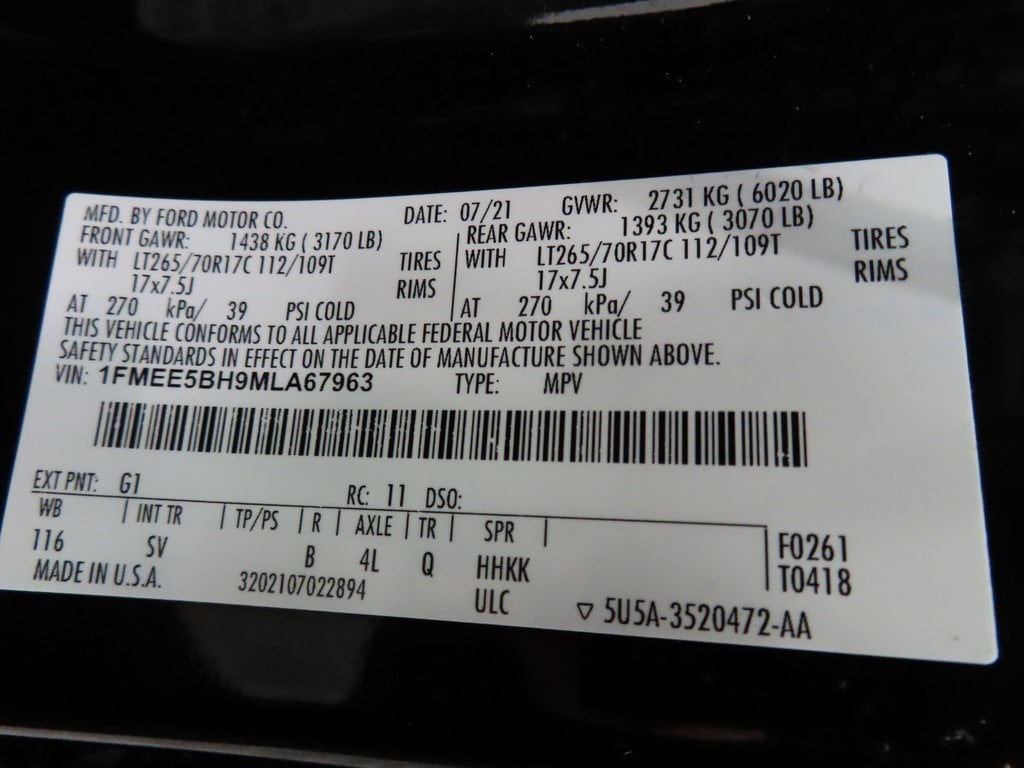 MFD. BY FORD MOTOR CO. DATE: 07/21 GVWR: 2731 KG ( 6020 LB)
FRONT GAWR: 1438 KG ( 3170 LB) REAR GAWR: 1393 KG ( 3070 LB)
WITH LT265/70R17C 112/109T TIRES WITH LT265/70R17C 112/109T TIRES
17x7.5J RIMS 17x7.5J RIMS
AT 270 kPa/ 39 PSI COLD AT 270 kPa/ 39 PSI COLD
THIS VEHICLE CONFORMS TO ALL APPLICABLE FEDERAL MOTOR VEHICLE
SAFETY STANDARDS IN EFFECT ON THE DATE OF MANUFACTURE SHOWN ABOVE.
VIN: 1FMEE5BH9MLA67963 TYPE: MPV
EXT PNT: G1 RC: 11 DSO:
WB INT TR TP/PS R AXLE TR SPR
116 SV B 4L Q HHKK F0261
T0418
MADE IN U.S.A. 3202107022894 ULC ▽ 5U5A-3520472-AA